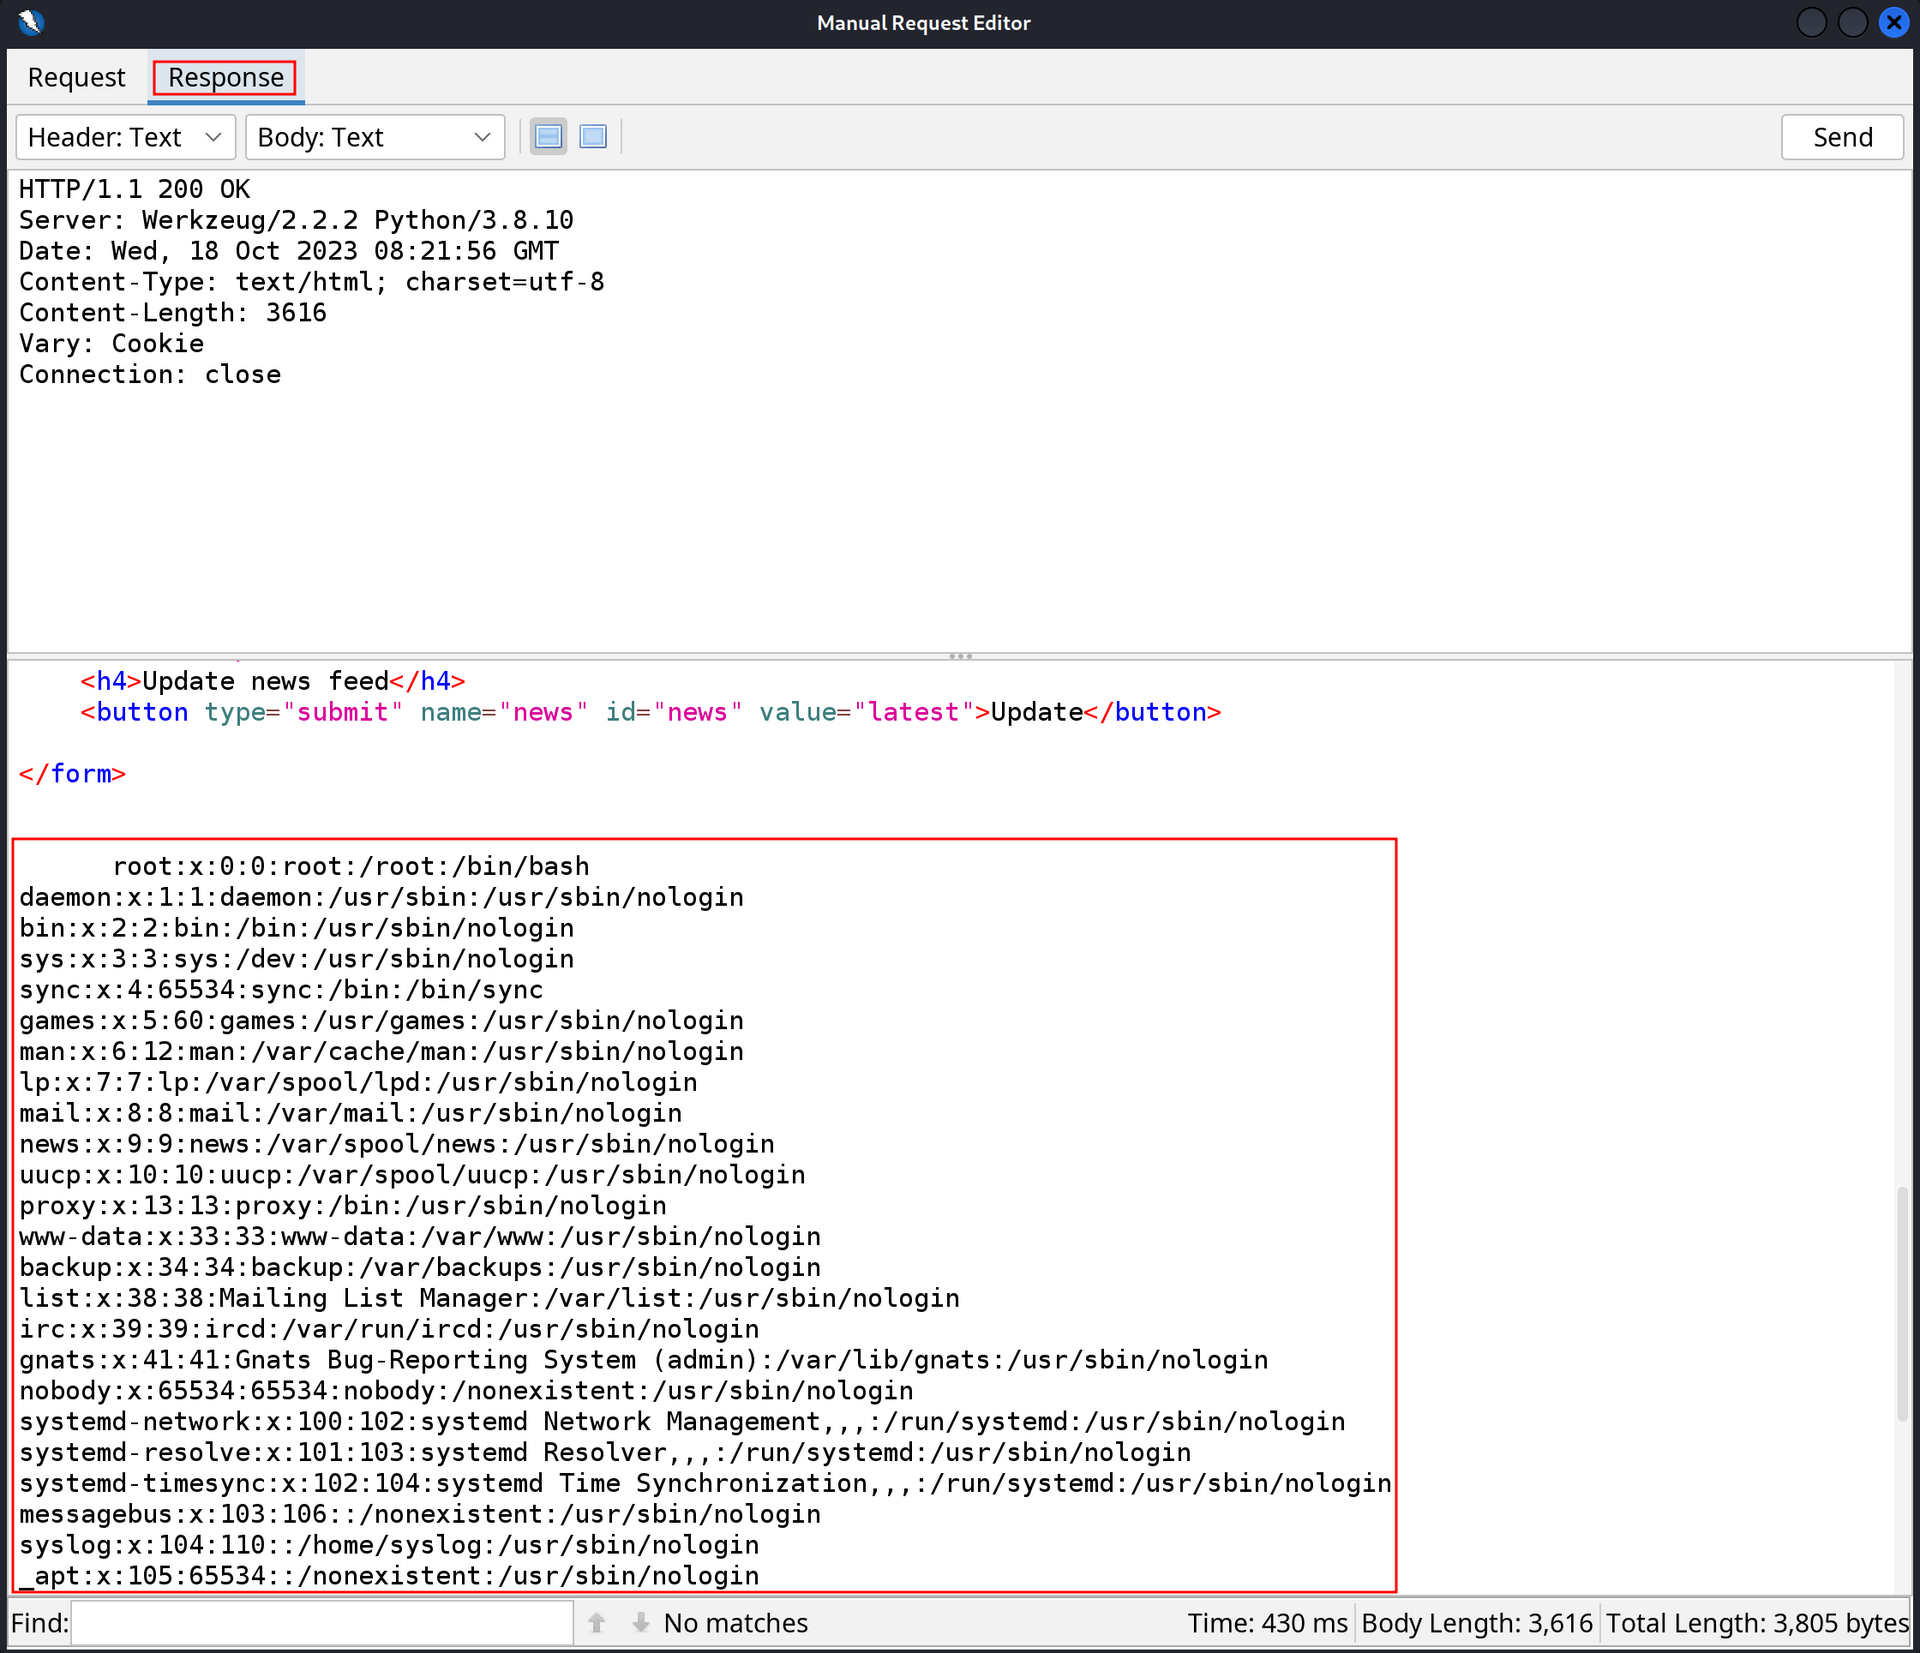 Manual Request Editor
Request Response
Header: Text Body: Text Send
HTTP/1.1 200 OK
Server: Werkzeug/2.2.2 Python/3.8.10
Date: Wed, 18 Oct 2023 08:21:56 GMT
Content-Type: text/html; charset=utf-8
Content-Length: 3616
Vary: Cookie
Connection: close
<h4>Update news feed</h4>
<button type="submit" name="news" id="news" value="latest">Update</button>
</form>
root:x:0:0:root:/root:/bin/bash
daemon:x:1:1:daemon:/usr/sbin:/usr/sbin/nologin
bin:x:2:2:bin:/bin:/usr/sbin/nologin
sys:x:3:3:sys:/dev:/usr/sbin/nologin
sync:x:4:65534:sync:/bin:/bin/sync
games:x:5:60:games:/usr/games:/usr/sbin/nologin
man:x:6:12:man:/var/cache/man:/usr/sbin/nologin
lp:x:7:7:lp:/var/spool/lpd:/usr/sbin/nologin
mail:x:8:8:mail:/var/mail:/usr/sbin/nologin
news:x:9:9:news:/var/spool/news:/usr/sbin/nologin
uucp:x:10:10:uucp:/var/spool/uucp:/usr/sbin/nologin
proxy:x:13:13:proxy:/bin:/usr/sbin/nologin
www-data:x:33:33:www-data:/var/www:/usr/sbin/nologin
backup:x:34:34:backup:/var/backups:/usr/sbin/nologin
list:x:38:38:Mailing List Manager:/var/list:/usr/sbin/nologin
irc:x:39:39:ircd:/var/run/ircd:/usr/sbin/nologin
gnats:x:41:41:Gnats Bug-Reporting System (admin):/var/lib/gnats:/usr/sbin/nologin
nobody:x:65534:65534:nobody:/nonexistent:/usr/sbin/nologin
systemd-network:x:100:102:systemd Network Management,,,:/run/systemd:/usr/sbin/nologin
systemd-resolve:x:101:103:systemd Resolver,,,:/run/systemd:/usr/sbin/nologin
systemd-timesync:x:102:104:systemd Time Synchronization,,,:/run/systemd:/usr/sbin/nologin
messagebus:x:103:106::/nonexistent:/usr/sbin/nologin
syslog:x:104:110::/home/syslog:/usr/sbin/nologin
_apt:x:105:65534::/nonexistent:/usr/sbin/nologin
Find: No matches Time: 430 ms Body Length: 3,616 Total Length: 3,805 bytes